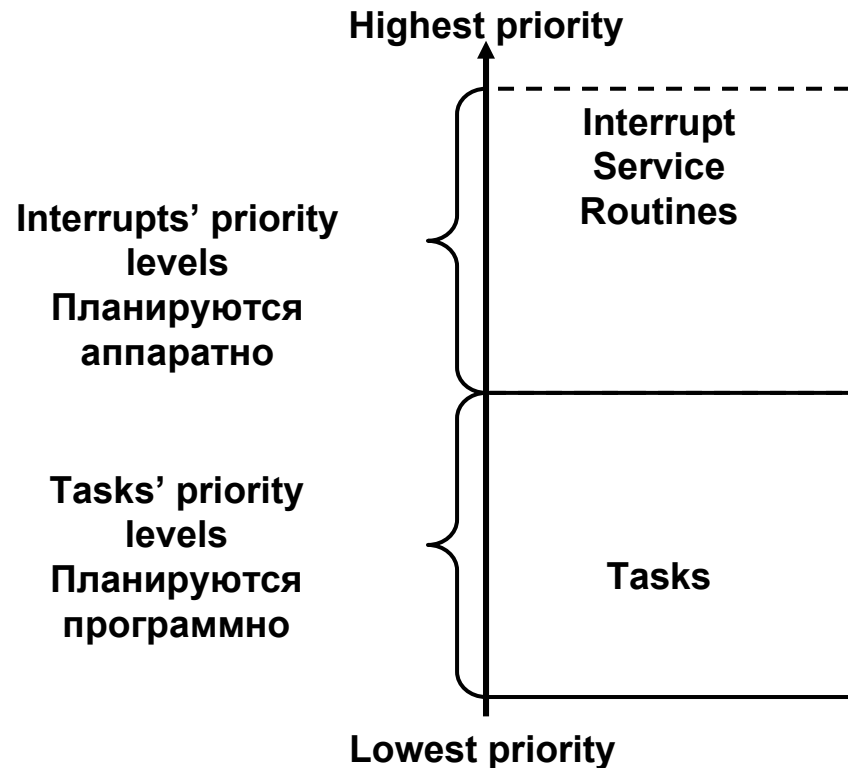 Highest priority
Interrupt
Service
Routines
Interrupts’ priority
levels
Планируются
аппаратно
Tasks’ priority
levels
Планируются
программно
Tasks
Lowest priority